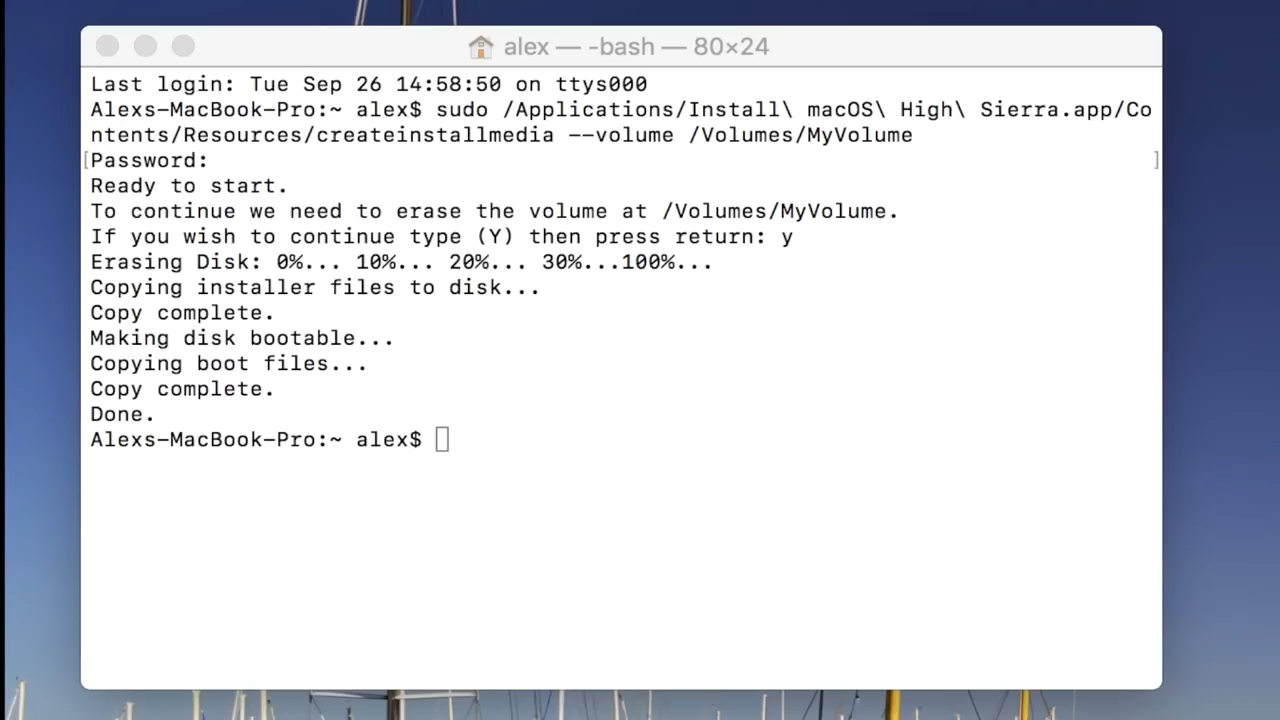 alex — -bash — 80×24
Last login: Tue Sep 26 14:58:50 on ttys000
Alexs-MacBook-Pro:~ alex$ sudo /Applications/Install\ macOS\ High\ Sierra.app/Co
ntents/Resources/createinstallmedia --volume /Volumes/MyVolume
[Password: ]
Ready to start.
To continue we need to erase the volume at /Volumes/MyVolume.
If you wish to continue type (Y) then press return: y
Erasing Disk: 0%... 10%... 20%... 30%...100%...
Copying installer files to disk...
Copy complete.
Making disk bootable...
Copying boot files...
Copy complete.
Done.
Alexs-MacBook-Pro:~ alex$